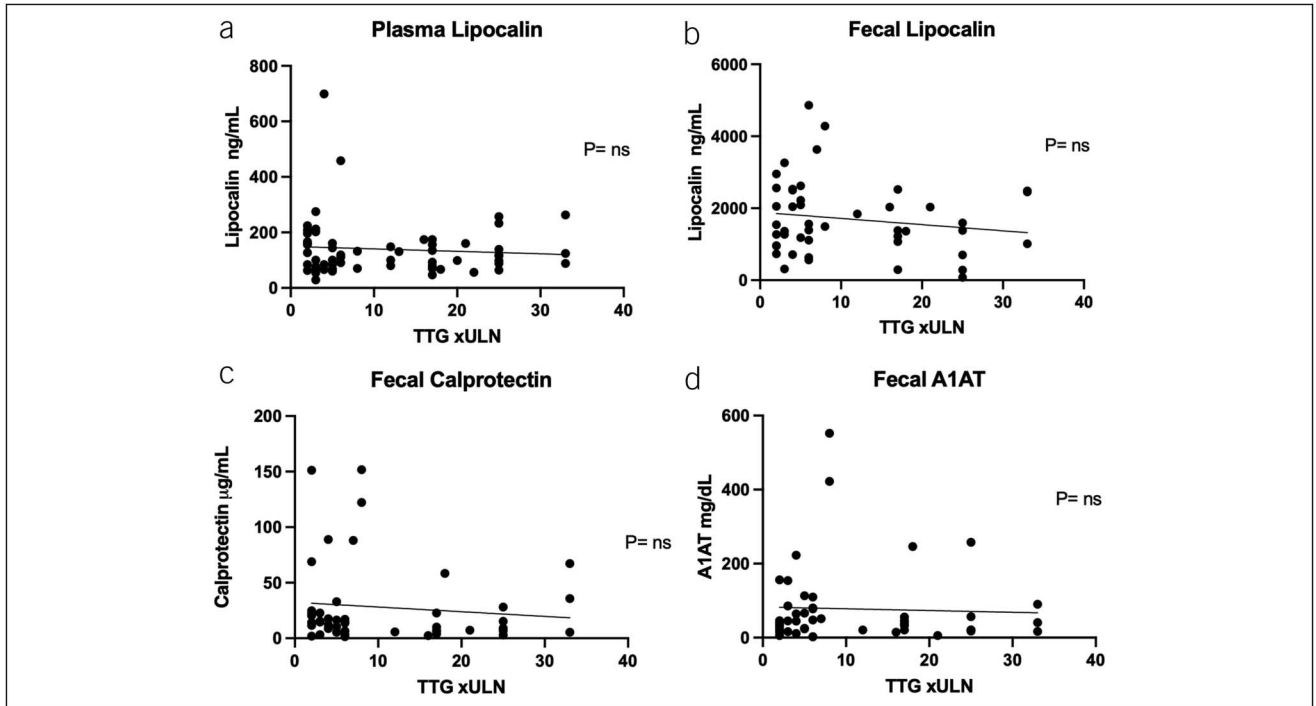 a
Plasma Lipocalin
800
600
400
200
0
Lipocalin ng/mL
P= ns
0 10 20 30 40
TTG xULN
b
Fecal Lipocalin
6000
4000
2000
0
Lipocalin ng/mL
P= ns
0 10 20 30 40
TTG xULN
c
Fecal Calprotectin
200
150
100
50
0
Calprotectin μg/mL
P= ns
0 10 20 30 40
TTG xULN
d
Fecal A1AT
600
400
200
0
A1AT mg/dL
P= ns
0 10 20 30 40
TTG xULN